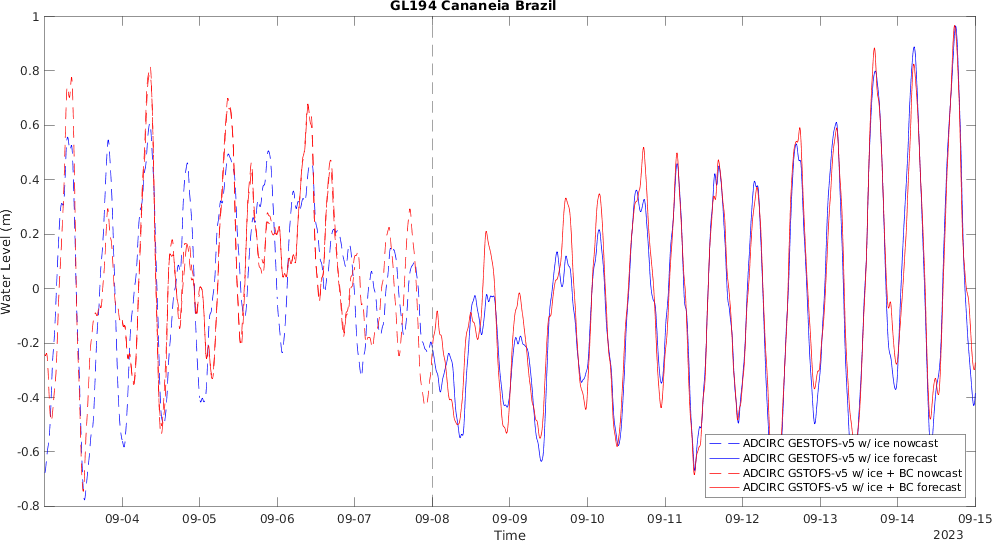 GL194 Cananeia Brazil
1
0.8
0.6
0.4
0.2
0
-0.2
-0.4
-0.6
-0.8
Water Level (m)
ADCIRC GESTOFS-v5 w/ ice nowcast
ADCIRC GESTOFS-v5 w/ ice forecast
ADCIRC GSTOFS-v5 w/ ice + BC nowcast
ADCIRC GSTOFS-v5 w/ ice + BC forecast
09-04 09-05 09-06 09-07 09-08 09-09 09-10 09-11 09-12 09-13 09-14 09-15
Time
2023